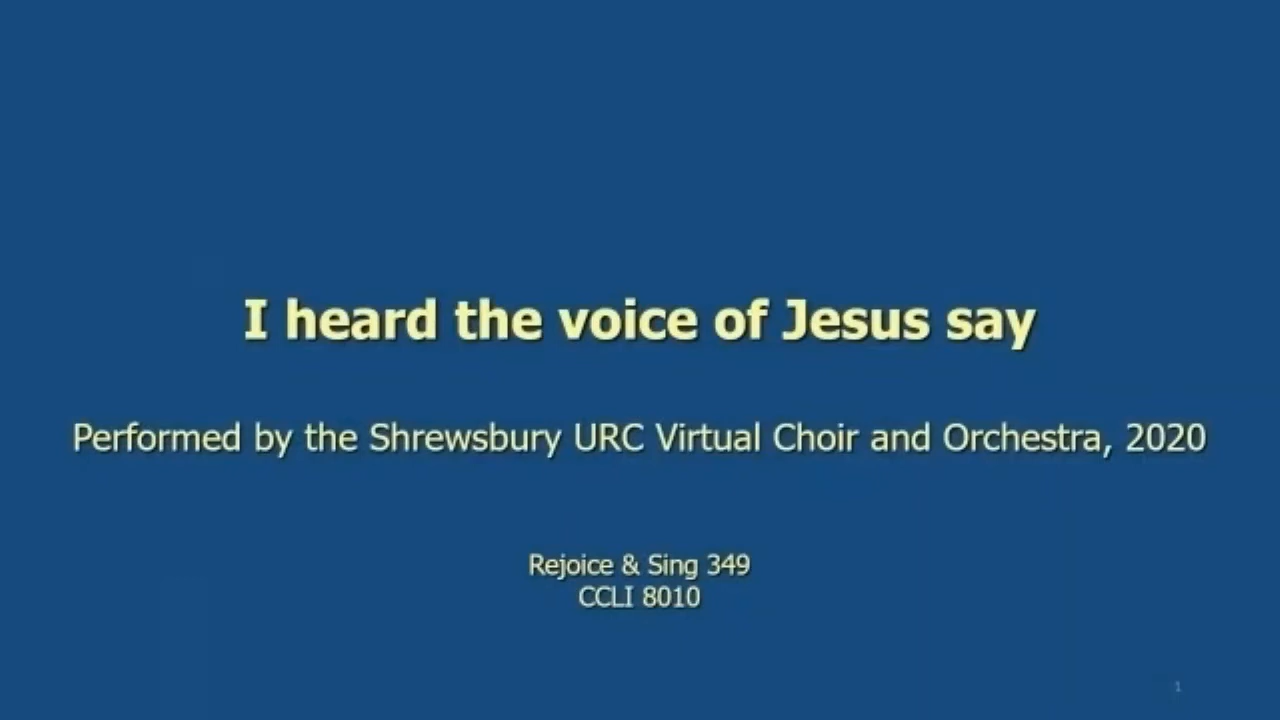 I heard the voice of Jesus say
Performed by the Shrewsbury URC Virtual Choir and Orchestra, 2020
Rejoice & Sing 349
CCLI 8010
1